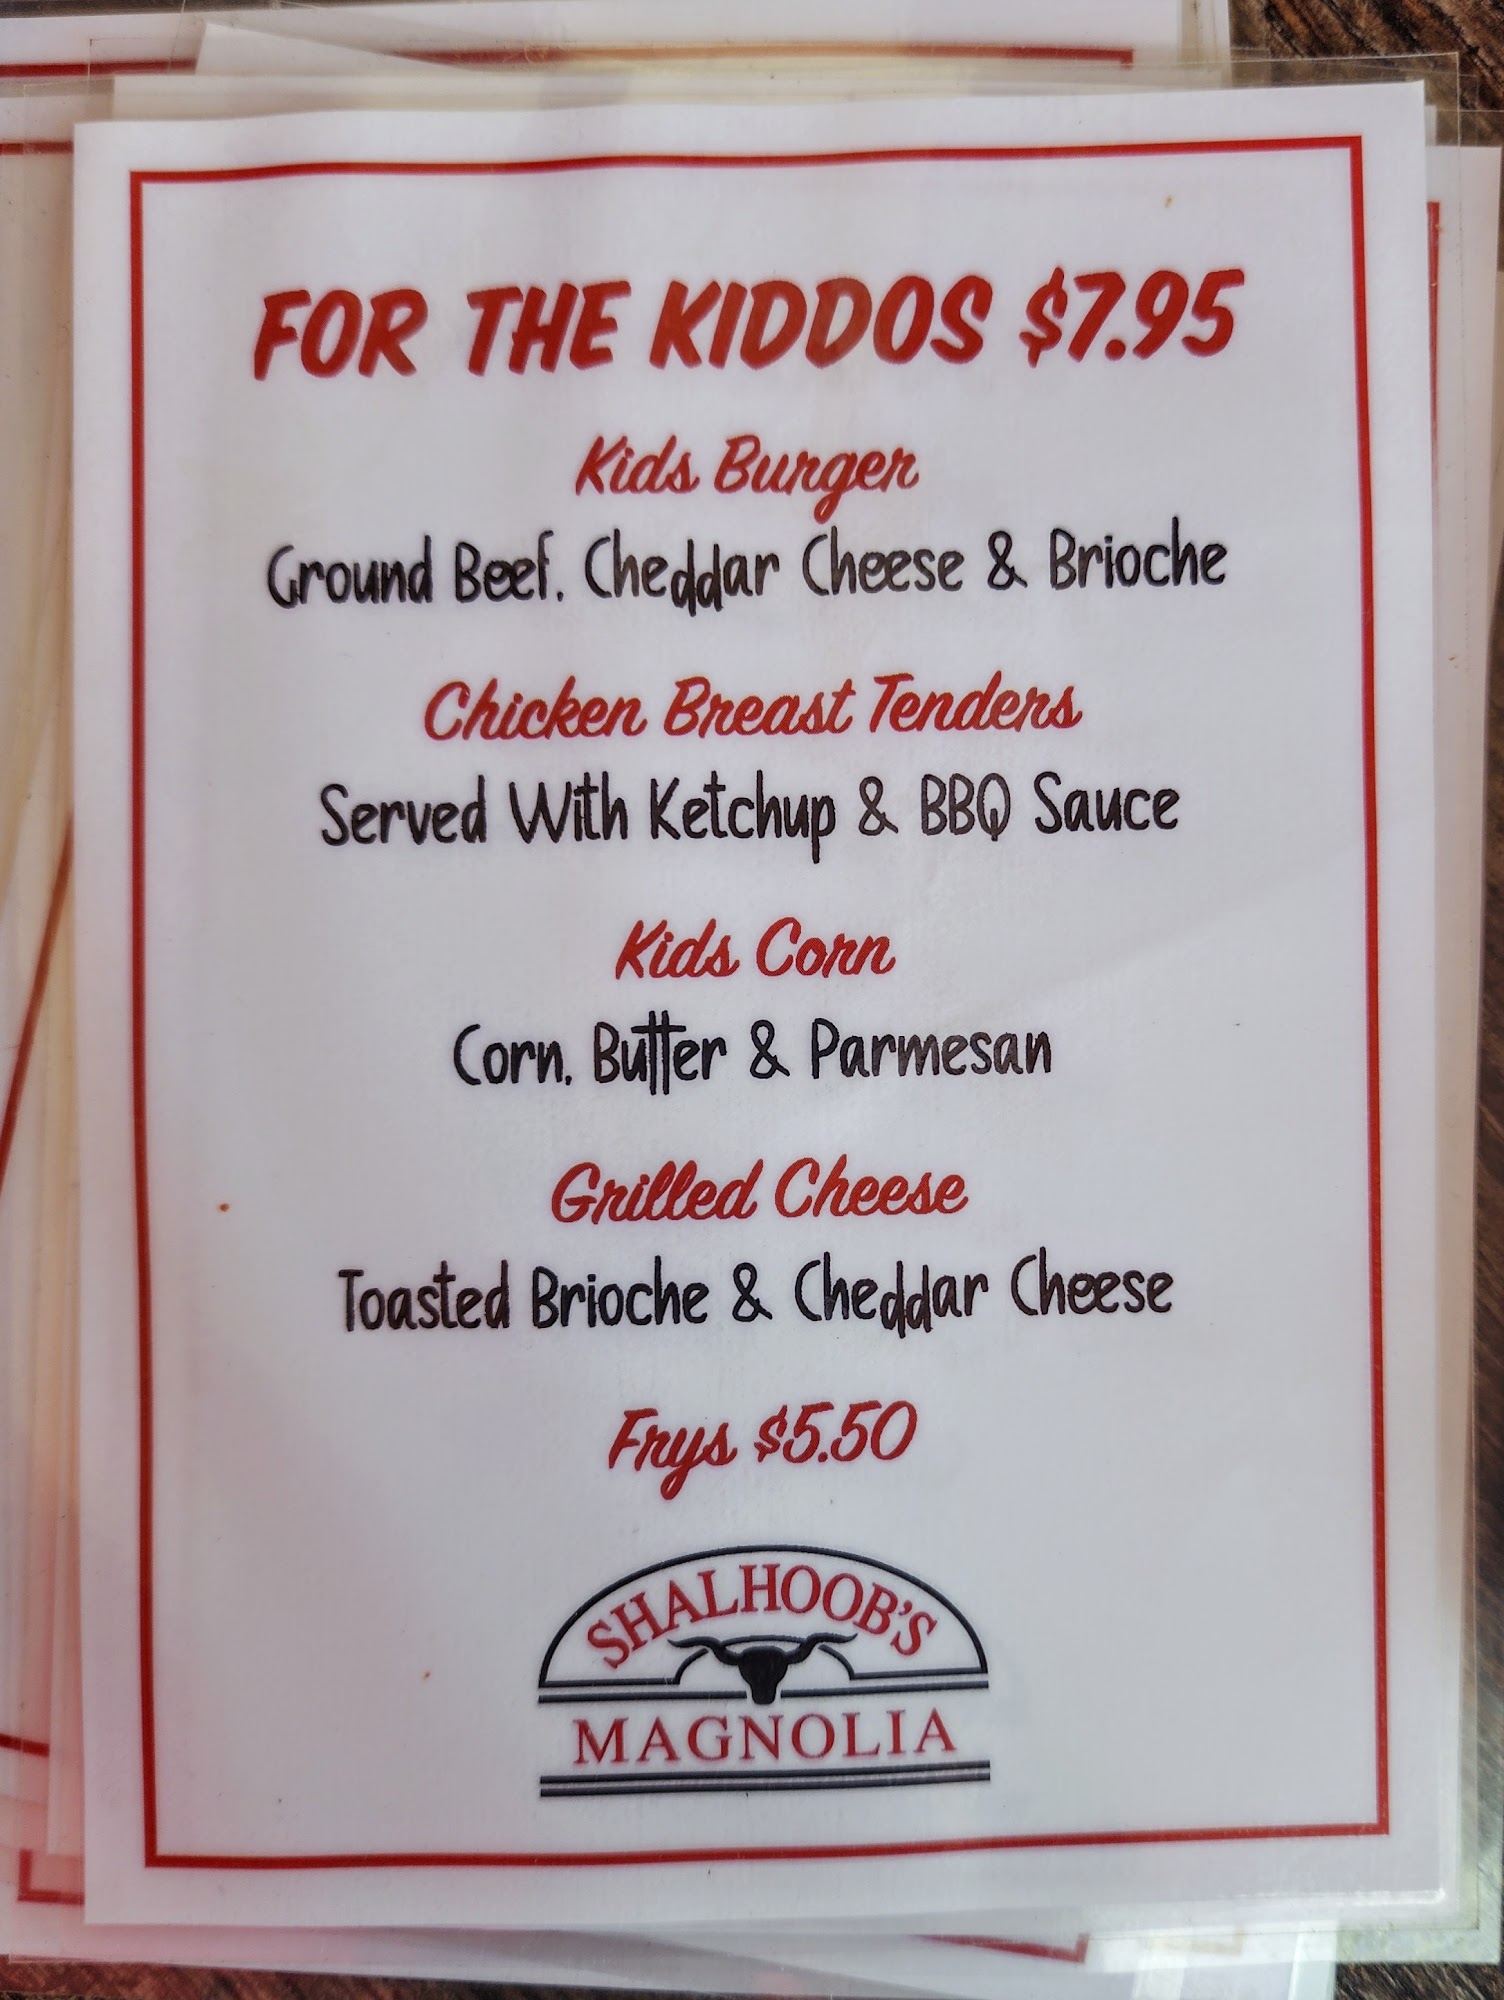 FOR THE KIDDOS $7.95
Kids Burger
Ground Beef, Cheddar Cheese & Brioche
Chicken Breast Tenders
Served With Ketchup & BBQ Sauce
Kids Corn
Corn, Butter & Parmesan
Grilled Cheese
Toasted Brioche & Cheddar Cheese
Frys $5.50
SHALHOOB'S
MAGNOLIA